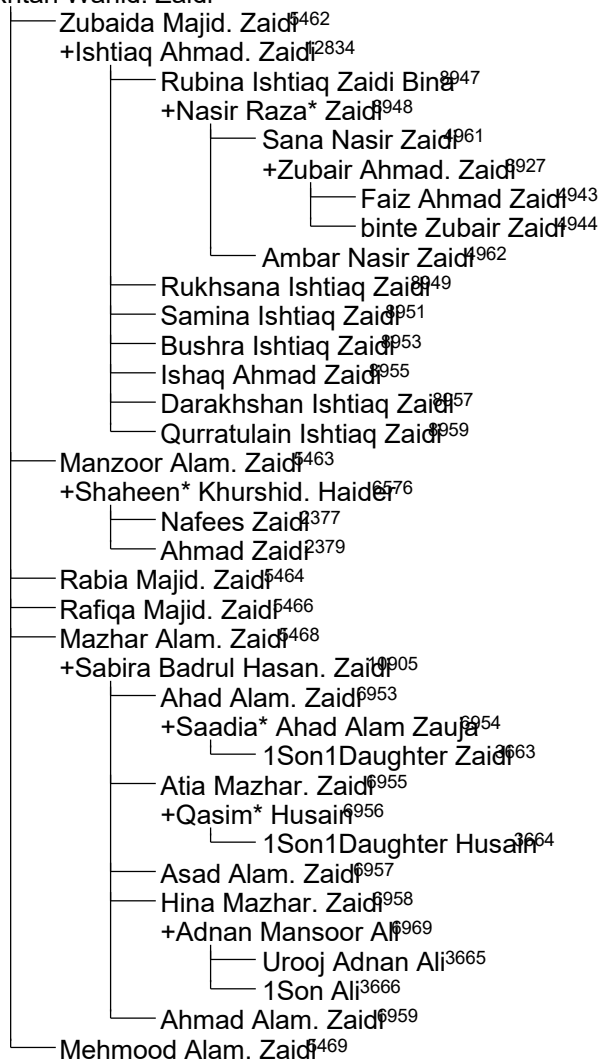 Wahid. Zaidi
Zubaida Majid. Zaidi5462
+Ishtiaq Ahmad. Zaidi12834
Rubina Ishtiaq Zaidi Bina8947
+Nasir Raza* Zaidi8948
Sana Nasir Zaidi4961
+Zubair Ahmad. Zaidi8927
Faiz Ahmad Zaidi4943
binte Zubair Zaidi4944
Ambar Nasir Zaidi4962
Rukhsana Ishtiaq Zaidi8949
Samina Ishtiaq Zaidi8951
Bushra Ishtiaq Zaidi8953
Ishaq Ahmad Zaidi8955
Darakhshan Ishtiaq Zaidi8957
Qurratulain Ishtiaq Zaidi8959
Manzoor Alam. Zaidi5463
+Shaheen* Khurshid. Haider6576
Nafees Zaidi2377
Ahmad Zaidi2379
Rabia Majid. Zaidi5464
Rafiqa Majid. Zaidi5466
Mazhar Alam. Zaidi5468
+Sabira Badrul Hasan. Zaidi10905
Ahad Alam. Zaidi6953
+Saadia* Ahad Alam Zauja6954
1Son1Daughter Zaidi3663
Atia Mazhar. Zaidi6955
+Qasim* Husain6956
1Son1Daughter Husain3664
Asad Alam. Zaidi6957
Hina Mazhar. Zaidi6958
+Adnan Mansoor Ali6969
Urooj Adnan Ali3665
1Son Ali3666
Ahmad Alam. Zaidi6959
Mehmood Alam. Zaidi5469